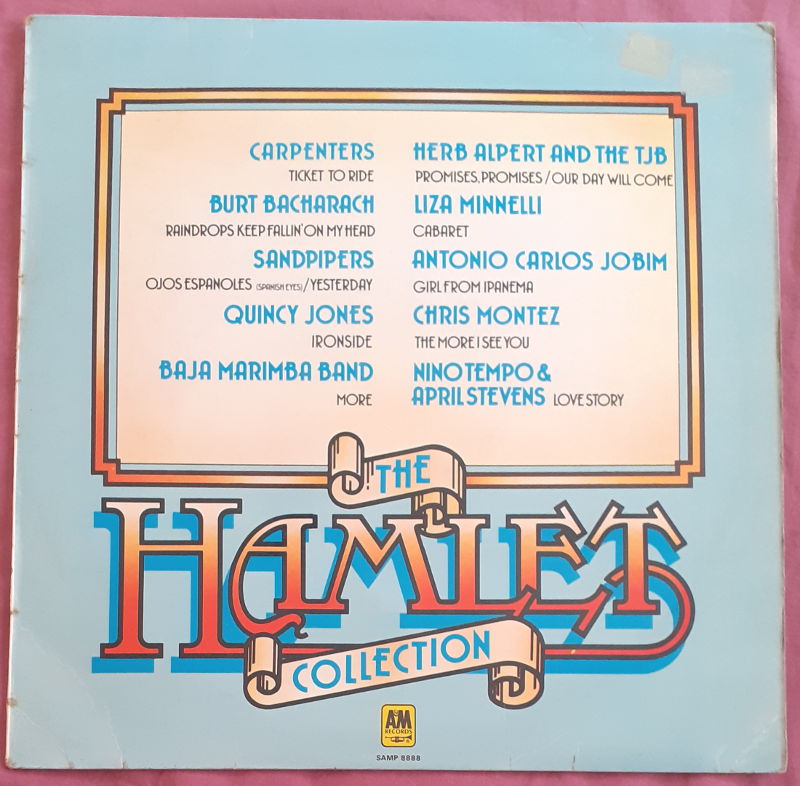 CARPENTERS
TICKET TO RIDE
BURT BACHARACH
RAINDROPS KEEP FALLIN' ON MY HEAD
SANDPIPERS
OJOS ESPANOLES (SPANISH EYES)/YESTERDAY
QUINCY JONES
IRONSIDE
BAJA MARIMBA BAND
MORE
HERB ALPERT AND THE TJB
PROMISES, PROMISES/OUR DAY WILL COME
LIZA MINNELLI
CABARET
ANTONIO CARLOS JOBIM
GIRL FROM IPANEMA
CHRIS MONTEZ
THE MORE I SEE YOU
NINO TEMPO &
APRIL STEVENS LOVE STORY
THE
HAMLET
COLLECTION
A&M
RECORDS
SAMP 8888